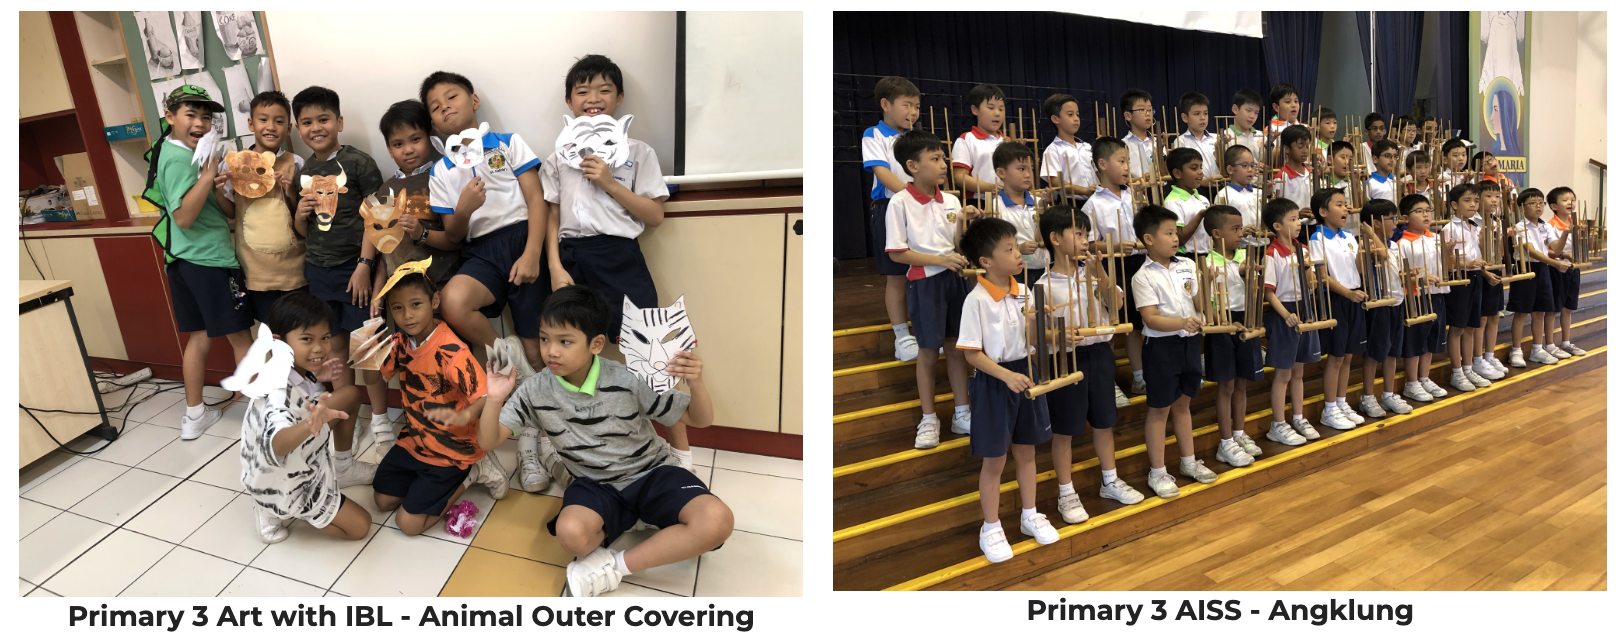 MARIA
Primary 3 Art with IBL - Animal Outer Covering
Primary 3 AISS - Angklung